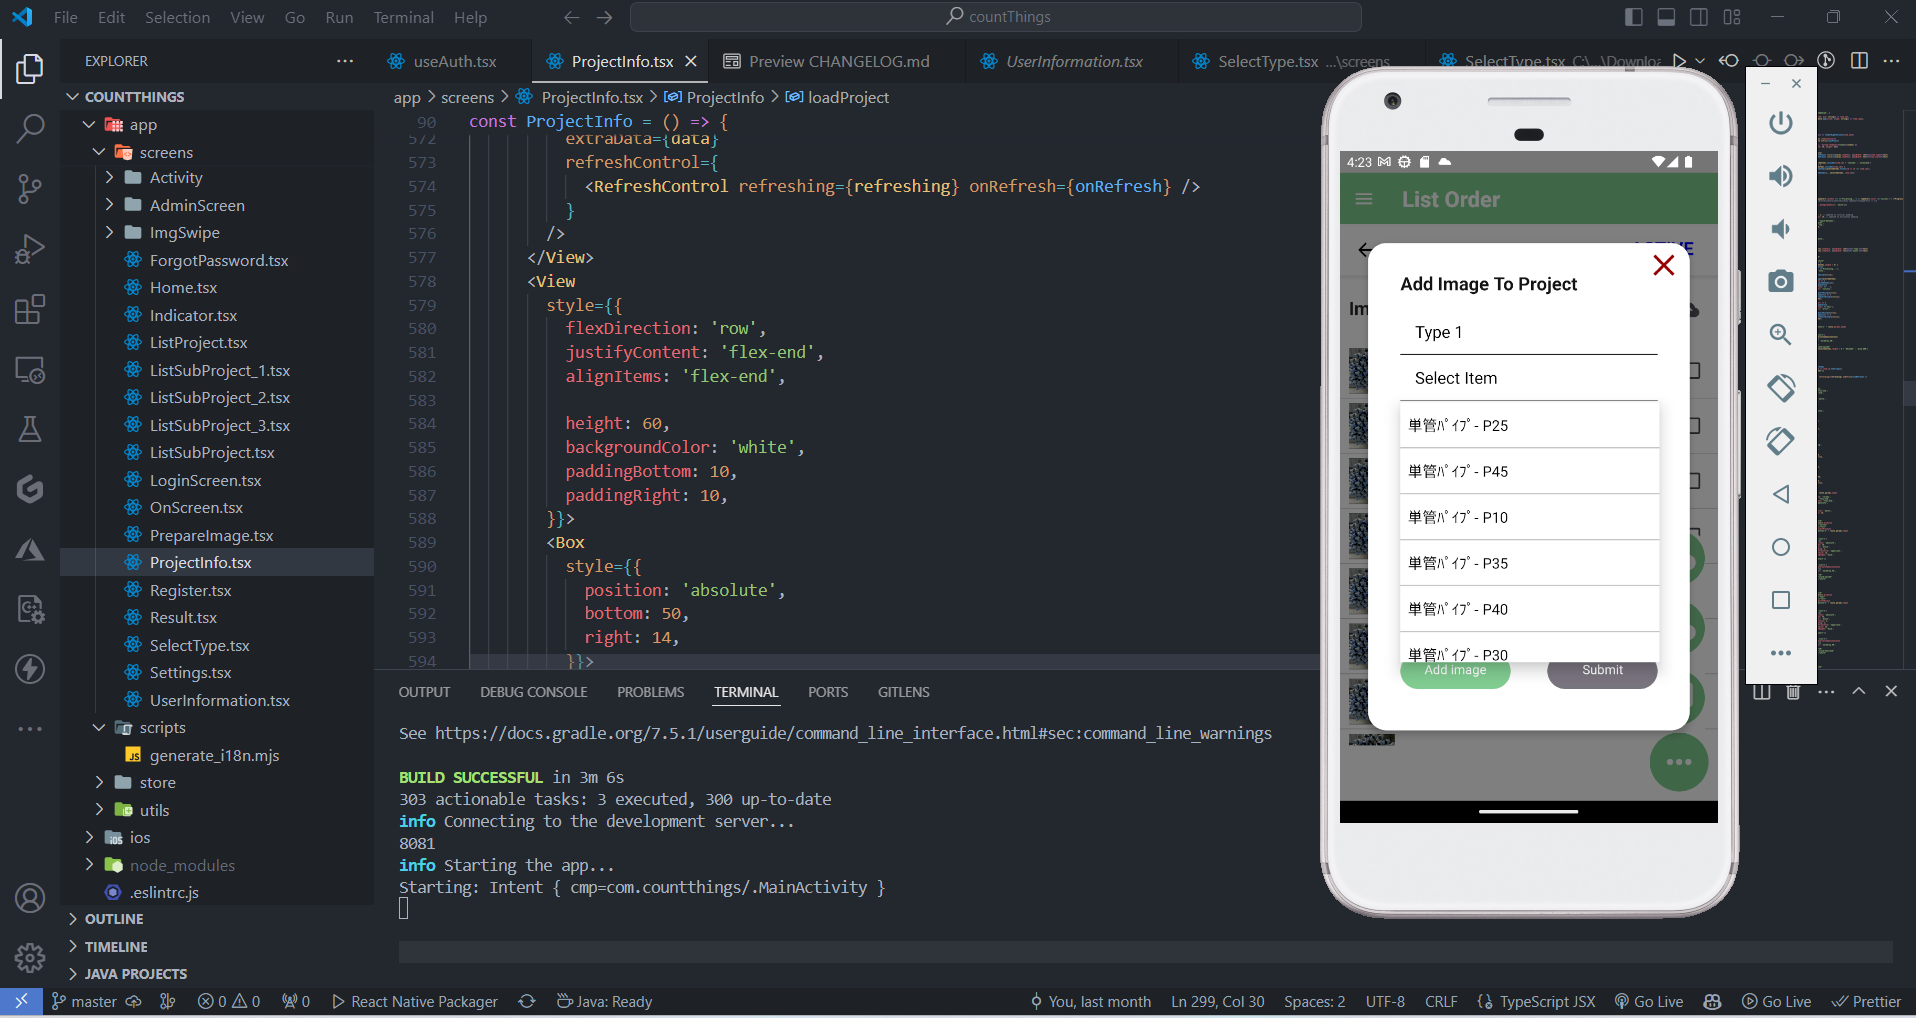 File Edit Selection View Go Run Terminal Help
countThings
EXPLORER
useAuth.tsx
ProjectInfo.tsx
Preview CHANGELOG.md
UserInformation.tsx
SelectType.tsx ...\screens
SelectType.tsx C:\...\Downloa
COUNTTHINGS
app
screens
Activity
AdminScreen
ImgSwipe
ForgotPassword.tsx
Home.tsx
Indicator.tsx
ListProject.tsx
ListSubProject_1.tsx
ListSubProject_2.tsx
ListSubProject_3.tsx
ListSubProject.tsx
LoginScreen.tsx
OnScreen.tsx
PrepareImage.tsx
ProjectInfo.tsx
Register.tsx
Result.tsx
SelectType.tsx
Settings.tsx
UserInformation.tsx
scripts
generate_i18n.mjs
store
utils
ios
node_modules
.eslintrc.js
OUTLINE
TIMELINE
JAVA PROJECTS
app > screens > ProjectInfo.tsx > ProjectInfo > loadProject
90 const ProjectInfo = () => {
572 extraData={data}
573 refreshControl={
574 <RefreshControl refreshing={refreshing} onRefresh={onRefresh} />
575 }
576 />
577 </View>
578 <View
579 style={{
580 flexDirection: 'row',
581 justifyContent: 'flex-end',
582 alignItems: 'flex-end',
583
584 height: 60,
585 backgroundColor: 'white',
586 paddingBottom: 10,
587 paddingRight: 10,
588 }}>
589 <Box
590 style={{
591 position: 'absolute',
592 bottom: 50,
593 right: 14,
594 }}>
OUTPUT DEBUG CONSOLE PROBLEMS TERMINAL PORTS GITLENS
See https://docs.gradle.org/7.5.1/userguide/command_line_interface.html#sec:command_line_warnings
BUILD SUCCESSFUL in 3m 6s
303 actionable tasks: 3 executed, 300 up-to-date
info Connecting to the development server...
8081
info Starting the app...
Starting: Intent { cmp=com.countthings/.MainActivity }
4:23
List Order
Im
Add Image To Project
Type 1
Select Item
単管ﾊﾟｲﾌﾟ- P25
単管ﾊﾟｲﾌﾟ- P45
単管ﾊﾟｲﾌﾟ- P10
単管ﾊﾟｲﾌﾟ- P35
単管ﾊﾟｲﾌﾟ- P40
単管ﾊﾟｲﾌﾟ- P30
Add image
Submit
master 0 0 0 React Native Packager Java: Ready You, last month Ln 299, Col 30 Spaces: 2 UTF-8 CRLF TypeScript JSX Go Live Go Live Prettier